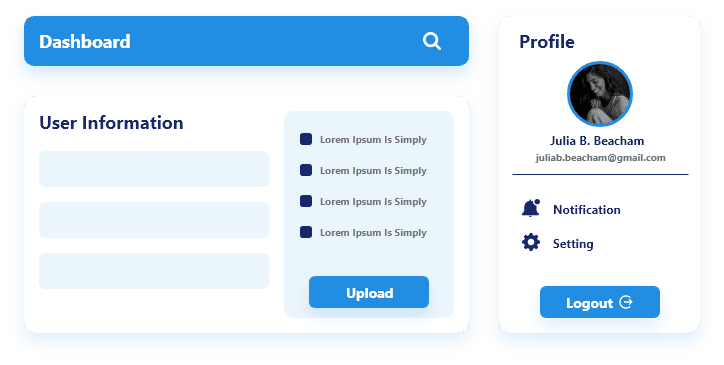 Dashboard
User Information
Lorem Ipsum Is Simply
Lorem Ipsum Is Simply
Lorem Ipsum Is Simply
Lorem Ipsum Is Simply
Upload
Profile
Julia B. Beacham
juliab.beacham@gmail.com
Notification
Setting
Logout